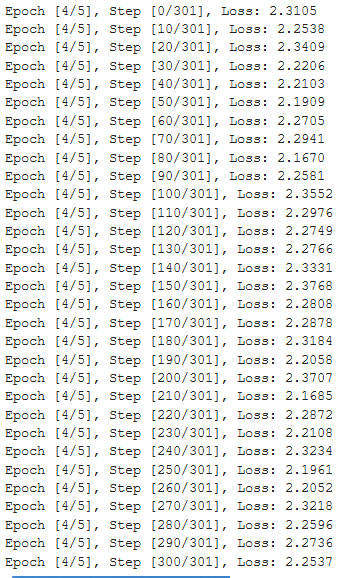 Epoch [4/5], Step [0/301], Loss: 2.3105
Epoch [4/5], Step [10/301], Loss: 2.2538
Epoch [4/5], Step [20/301], Loss: 2.3409
Epoch [4/5], Step [30/301], Loss: 2.2206
Epoch [4/5], Step [40/301], Loss: 2.2103
Epoch [4/5], Step [50/301], Loss: 2.1909
Epoch [4/5], Step [60/301], Loss: 2.2705
Epoch [4/5], Step [70/301], Loss: 2.2941
Epoch [4/5], Step [80/301], Loss: 2.1670
Epoch [4/5], Step [90/301], Loss: 2.2581
Epoch [4/5], Step [100/301], Loss: 2.3552
Epoch [4/5], Step [110/301], Loss: 2.2976
Epoch [4/5], Step [120/301], Loss: 2.2749
Epoch [4/5], Step [130/301], Loss: 2.2766
Epoch [4/5], Step [140/301], Loss: 2.3331
Epoch [4/5], Step [150/301], Loss: 2.3768
Epoch [4/5], Step [160/301], Loss: 2.2808
Epoch [4/5], Step [170/301], Loss: 2.2878
Epoch [4/5], Step [180/301], Loss: 2.3184
Epoch [4/5], Step [190/301], Loss: 2.2058
Epoch [4/5], Step [200/301], Loss: 2.3707
Epoch [4/5], Step [210/301], Loss: 2.1685
Epoch [4/5], Step [220/301], Loss: 2.2872
Epoch [4/5], Step [230/301], Loss: 2.2108
Epoch [4/5], Step [240/301], Loss: 2.3234
Epoch [4/5], Step [250/301], Loss: 2.1961
Epoch [4/5], Step [260/301], Loss: 2.2052
Epoch [4/5], Step [270/301], Loss: 2.3218
Epoch [4/5], Step [280/301], Loss: 2.2596
Epoch [4/5], Step [290/301], Loss: 2.2736
Epoch [4/5], Step [300/301], Loss: 2.2537